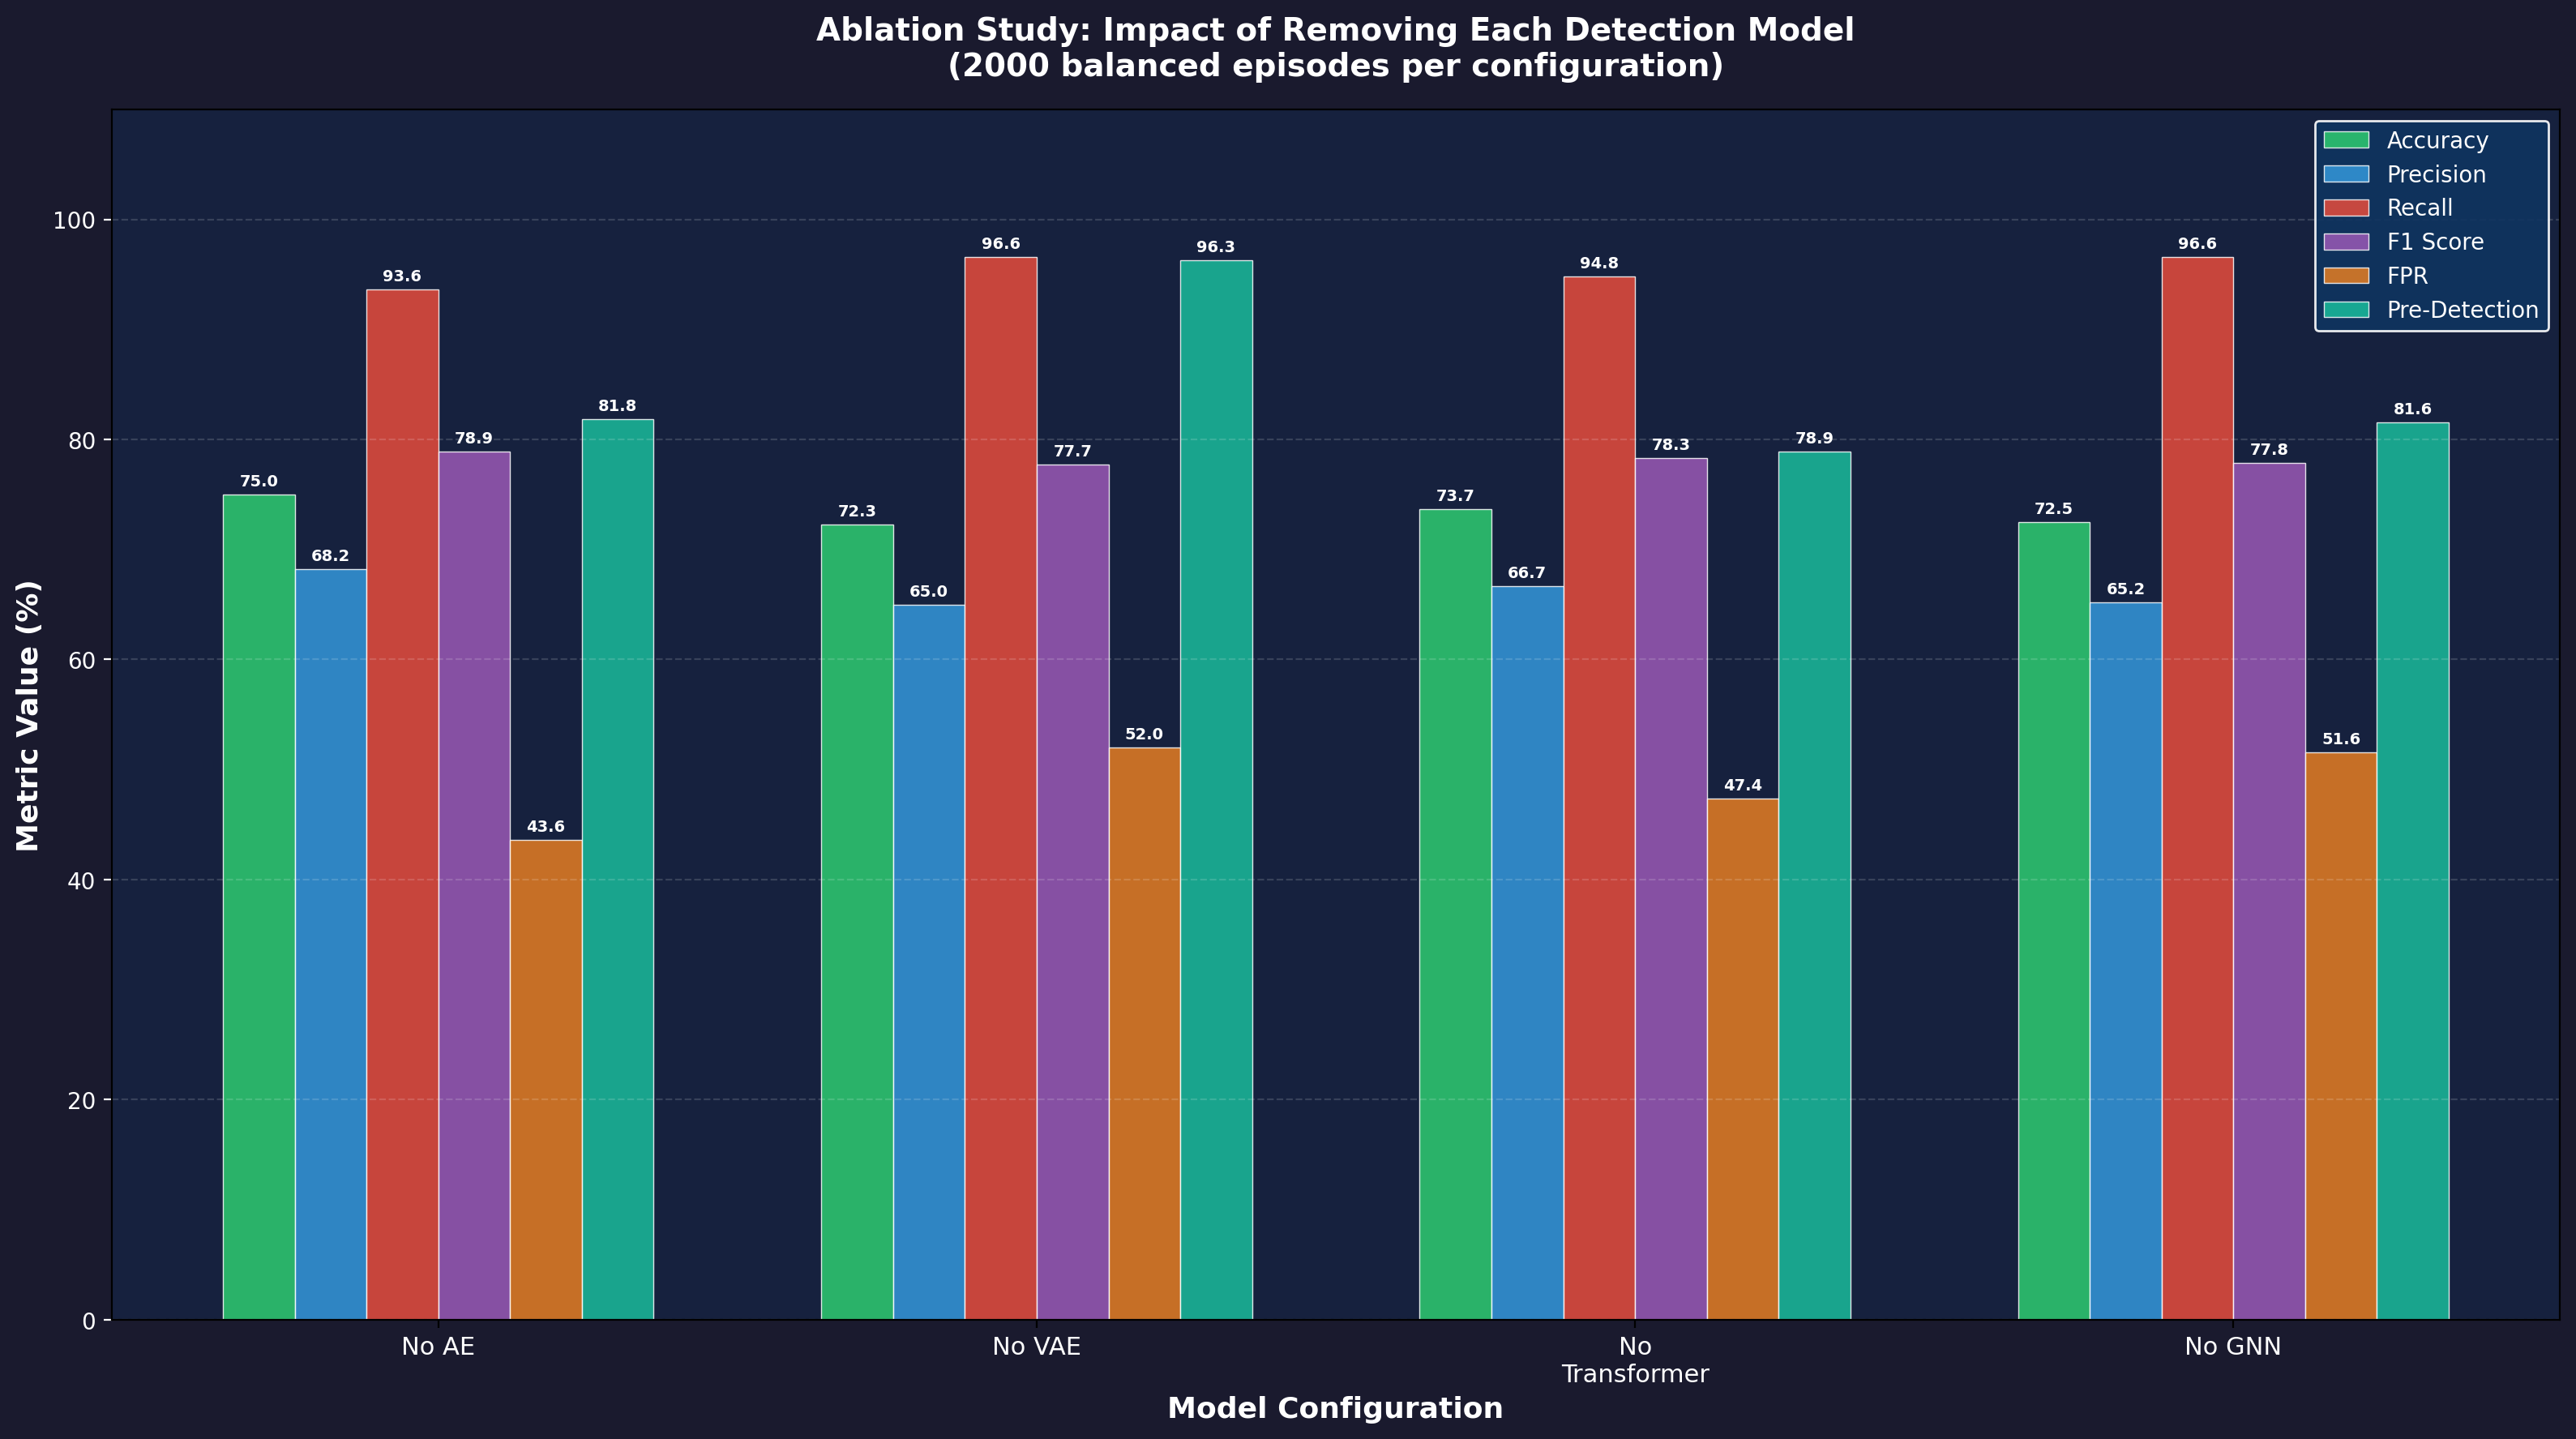 Ablation Study: Impact of Removing Each Detection Model
(2000 balanced episodes per configuration)
Metric Value (%)
100
80
60
40
20
0
Accuracy
Precision
Recall
F1 Score
FPR
Pre-Detection
75.0
68.2
93.6
78.9
43.6
81.8
72.3
65.0
96.6
77.7
52.0
96.3
73.7
66.7
94.8
78.3
47.4
78.9
72.5
65.2
96.6
77.8
51.6
81.6
No AE
No VAE
No
Transformer
No GNN
Model Configuration